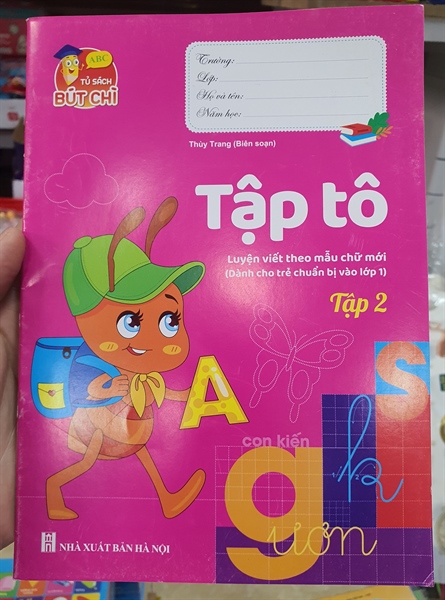 ABC
TỦ SÁCH
BÚT CHÌ
Trường:
Lớp:
Họ và tên:
Năm học:
Thùy Trang (Biên soạn)
Tập tô
Luyện viết theo mẫu chữ mới
(Dành cho trẻ chuẩn bị vào lớp 1)
Tập 2
A
S
con kiến
h
g
ươn
NHÀ XUẤT BẢN HÀ NỘI